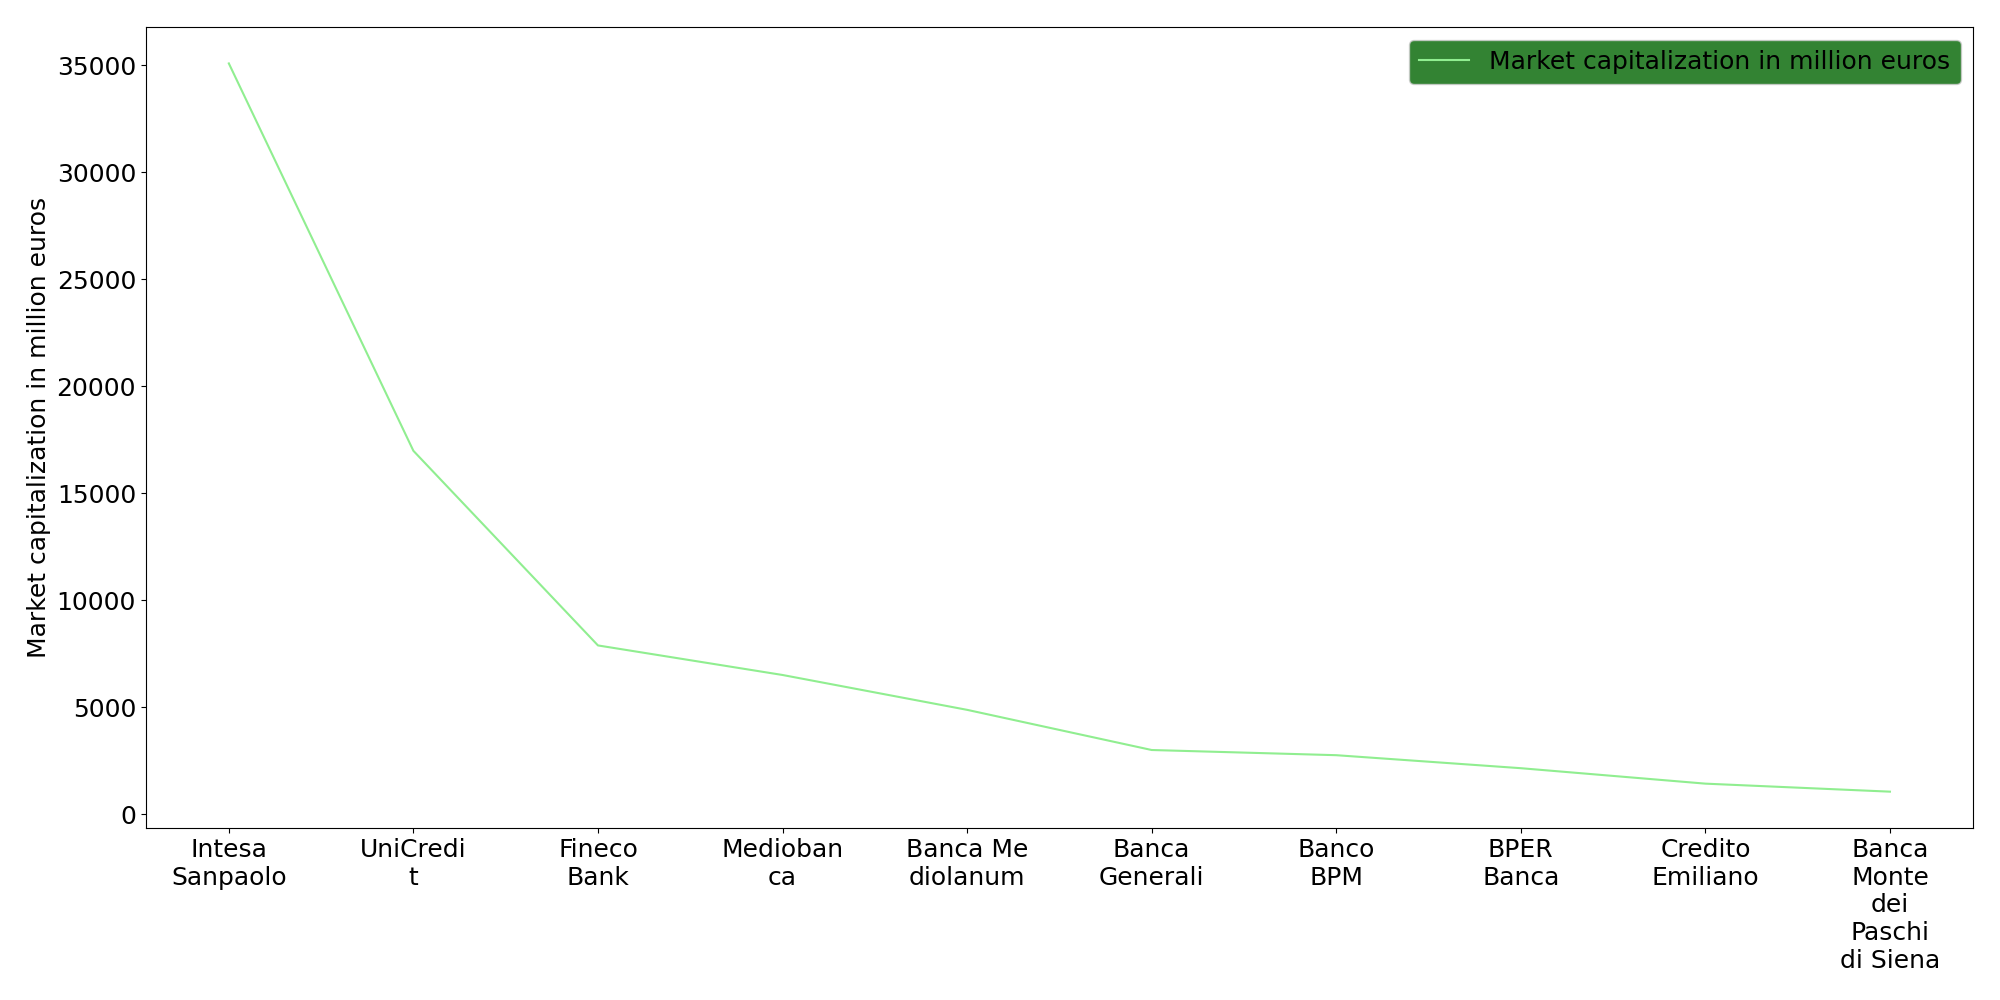 Market capitalization in million euros
Market capitalization in million euros
35000
30000
25000
20000
15000
10000
5000
0
Intesa
Sanpaolo
UniCredi
t
Fineco
Bank
Medioban
ca
Banca Me
diolanum
Banca
Generali
Banco
BPM
BPER
Banca
Credito
Emiliano
Banca
Monte
dei
Paschi
di Siena